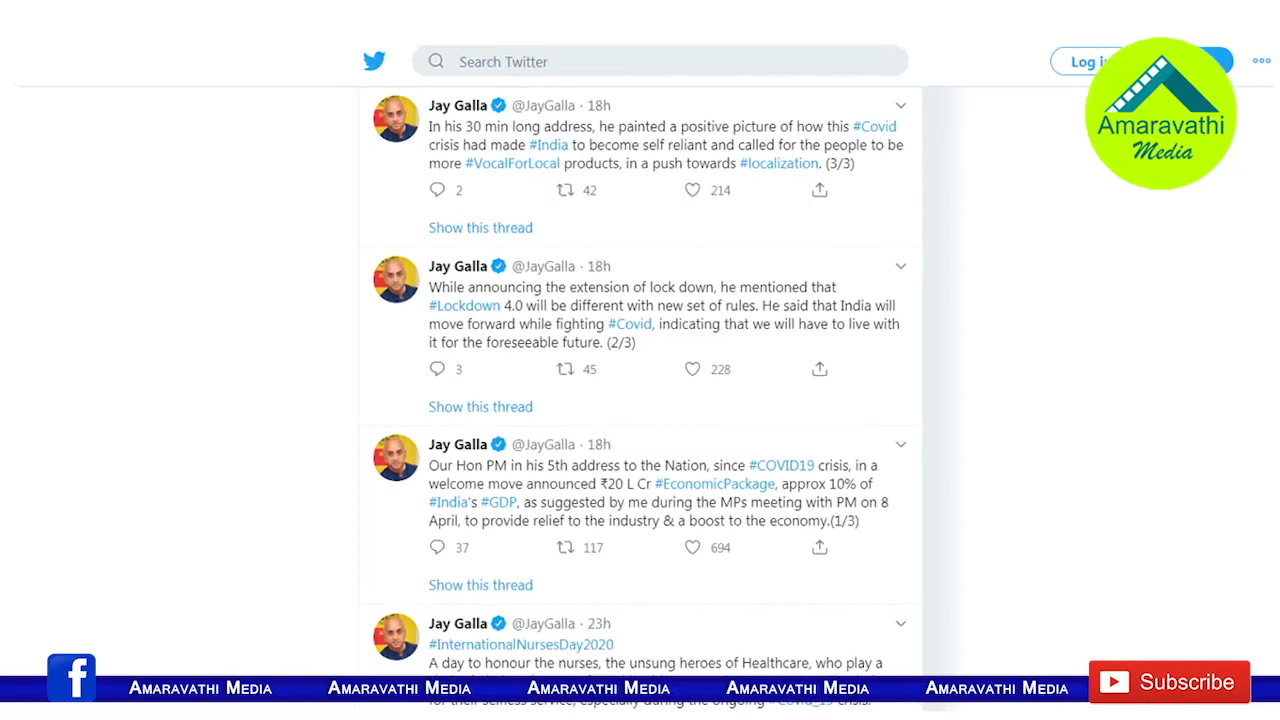 Search Twitter
Log i
Amaravathi
Media
Jay Galla @JayGalla · 18h
In his 30 min long address, he painted a positive picture of how this #Covid
crisis had made #India to become self reliant and called for the people to be
more #VocalForLocal products, in a push towards #localization. (3/3)
2 42 214
Show this thread
Jay Galla @JayGalla · 18h
While announcing the extension of lock down, he mentioned that
#Lockdown 4.0 will be different with new set of rules. He said that India will
move forward while fighting #Covid, indicating that we will have to live with
it for the foreseeable future. (2/3)
3 45 228
Show this thread
Jay Galla @JayGalla · 18h
Our Hon PM in his 5th address to the Nation, since #COVID19 crisis, in a
welcome move announced ₹20 L Cr #EconomicPackage, approx 10% of
#India's #GDP, as suggested by me during the MPs meeting with PM on 8
April, to provide relief to the industry & a boost to the economy.(1/3)
37 117 694
Show this thread
Jay Galla @JayGalla · 23h
#InternationalNursesDay2020
A day to honour the nurses, the unsung heroes of Healthcare, who play a
f Amaravathi Media Amaravathi Media Amaravathi Media Amaravathi Media Amaravathi Media Subscribe
for their selfless service, especially during the ongoing #Covid_19 crisis.